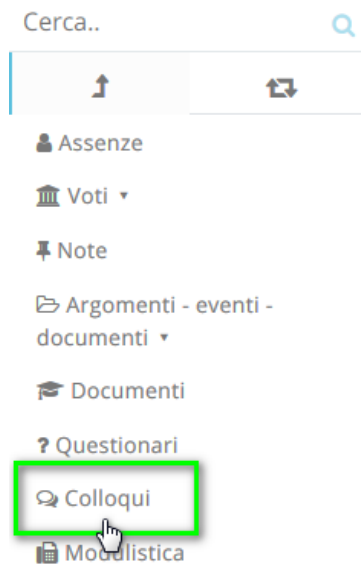 Cerca..
Assenze
Voti
Note
Argomenti - eventi -
documenti
Documenti
? Questionari
Colloqui
Modulistica